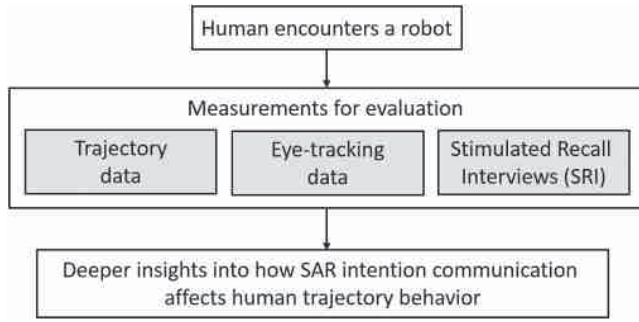 Human encounters a robot
Measurements for evaluation
Trajectory
data
Eye-tracking
data
Stimulated Recall
Interviews (SRI)
Deeper insights into how SAR intention communication
affects human trajectory behavior